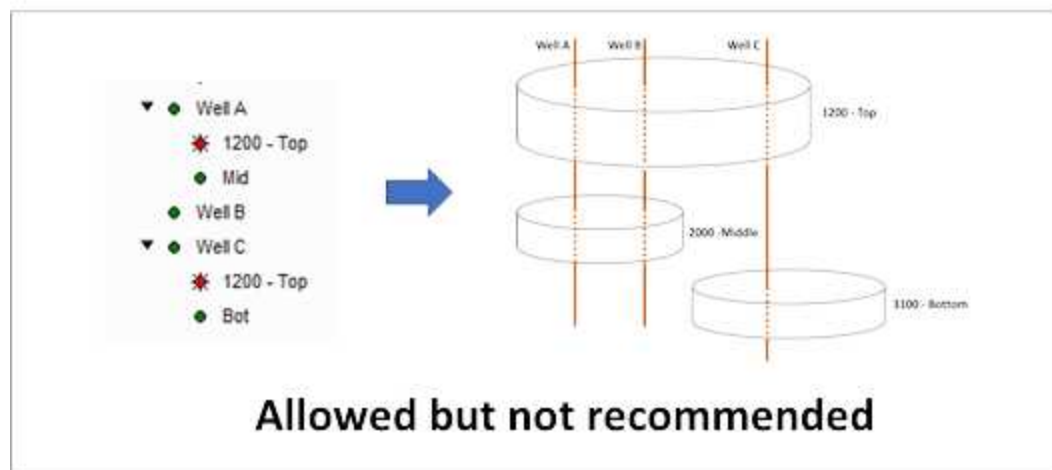 Well A
1200 - Top
Mid
Well B
Well C
1200 - Top
Bot
Well A
Well B
Well C
1200 - Top
2000 -Middle
3100 - Bottom
Allowed but not recommended